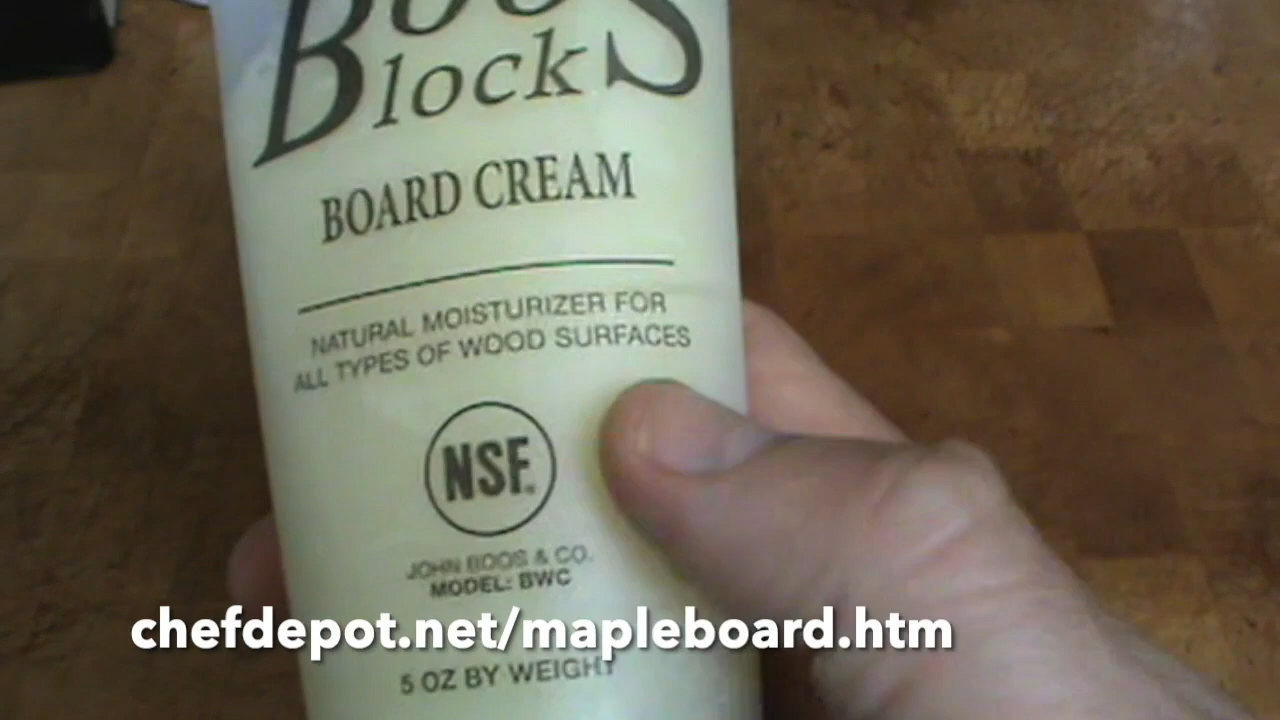 Boos
Block
BOARD CREAM
NATURAL MOISTURIZER FOR
ALL TYPES OF WOOD SURFACES
NSF
JOHN BOOS & CO.
MODEL: BWC
chefdepot.net/mapleboard.htm
5 OZ BY WEIGHT